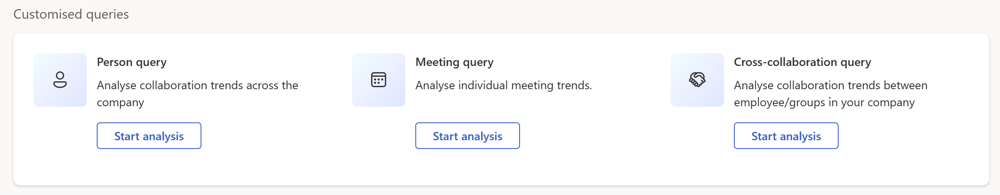 Customised queries
Person query
Analyse collaboration trends across the
company
Start analysis
Meeting query
Analyse individual meeting trends.
Start analysis
Cross-collaboration query
Analyse collaboration trends between
employee/groups in your company
Start analysis